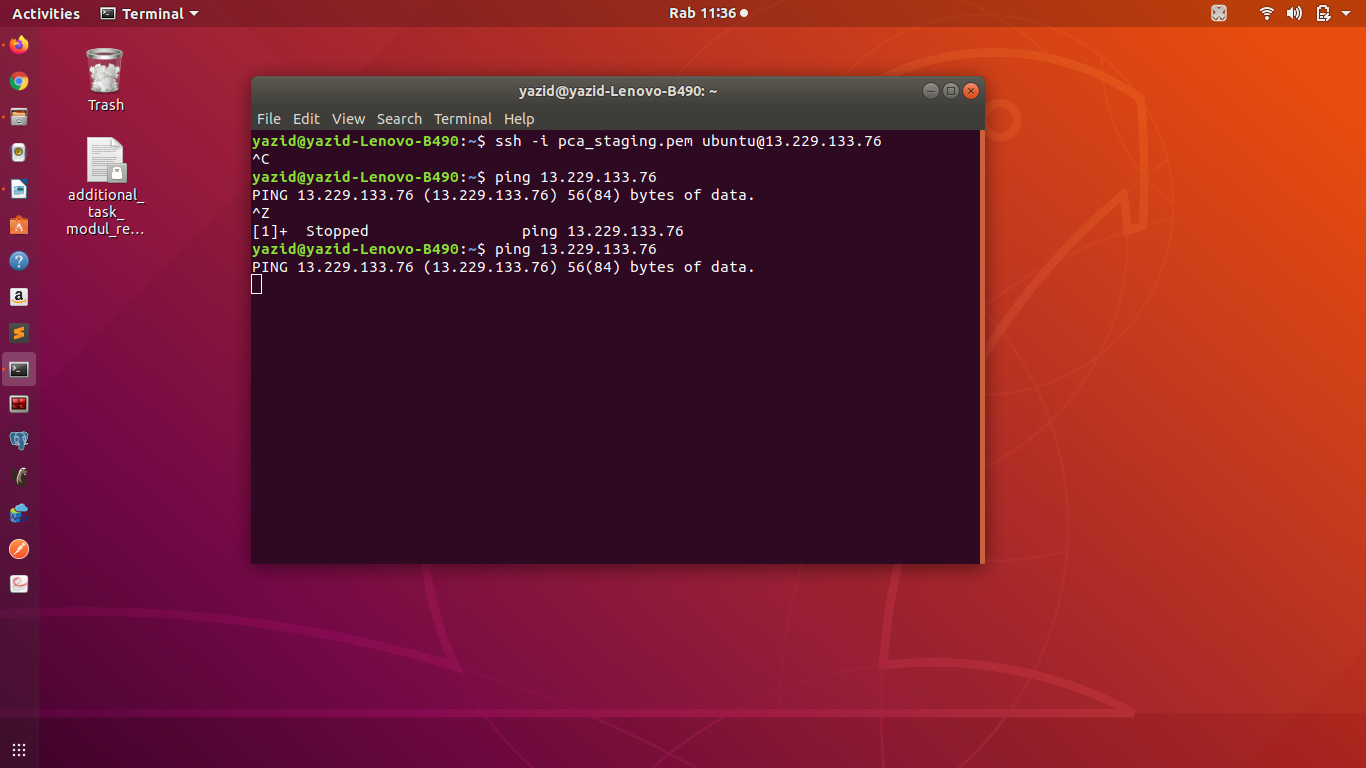 Activities Terminal Rab 11:36
Trash
additional_
task_
modul_re...
yazid@yazid-Lenovo-B490: ~
File Edit View Search Terminal Help
yazid@yazid-Lenovo-B490:~$ ssh -i pca_staging.pem ubuntu@13.229.133.76
^C
yazid@yazid-Lenovo-B490:~$ ping 13.229.133.76
PING 13.229.133.76 (13.229.133.76) 56(84) bytes of data.
^Z
[1]+  Stopped                 ping 13.229.133.76
yazid@yazid-Lenovo-B490:~$ ping 13.229.133.76
PING 13.229.133.76 (13.229.133.76) 56(84) bytes of data.